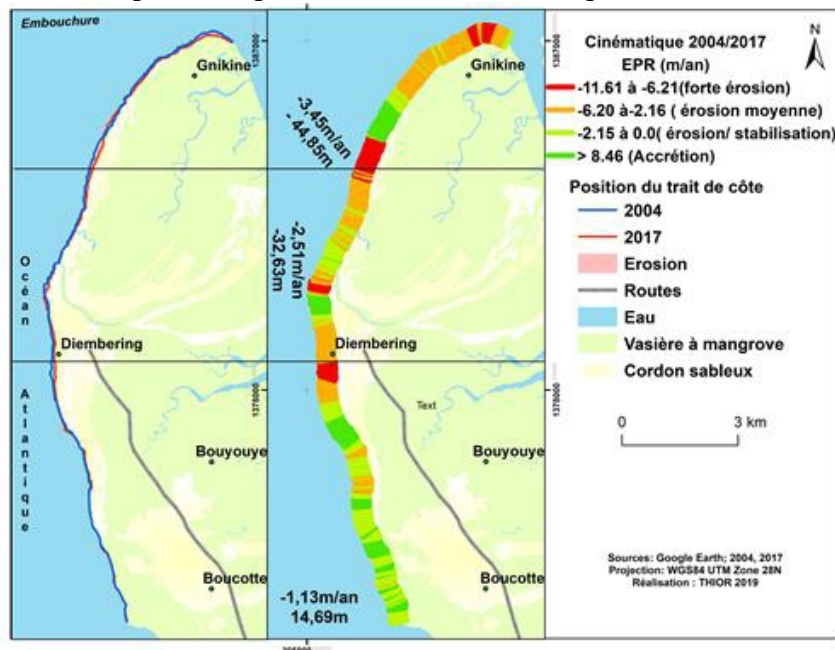 Embouchure
Gnikine
Océan
Diembering
Atlantique
Bouyouye
Boucotte
Gnikine
-3,45m/an
- 44,85m
-2,51m/an
-32,63m
Diembering
Text
Bouyouye
Boucotte
-1,13m/an
14,69m
1387000
1378000
1387000
1378000
Cinématique 2004/2017
N
EPR (m/an)
-11.61 à -6.21(forte érosion)
-6.20 à-2.16 ( érosion moyenne)
-2.15 à 0.0( érosion/ stabilisation)
> 8.46 (Accrétion)
Position du trait de côte
2004
2017
Erosion
Routes
Eau
Vasière à mangrove
Cordon sableux
0 3 km
Sources: Google Earth; 2004, 2017
Projection: WGS84 UTM Zone 28N
Réalisation : THIOR 2019